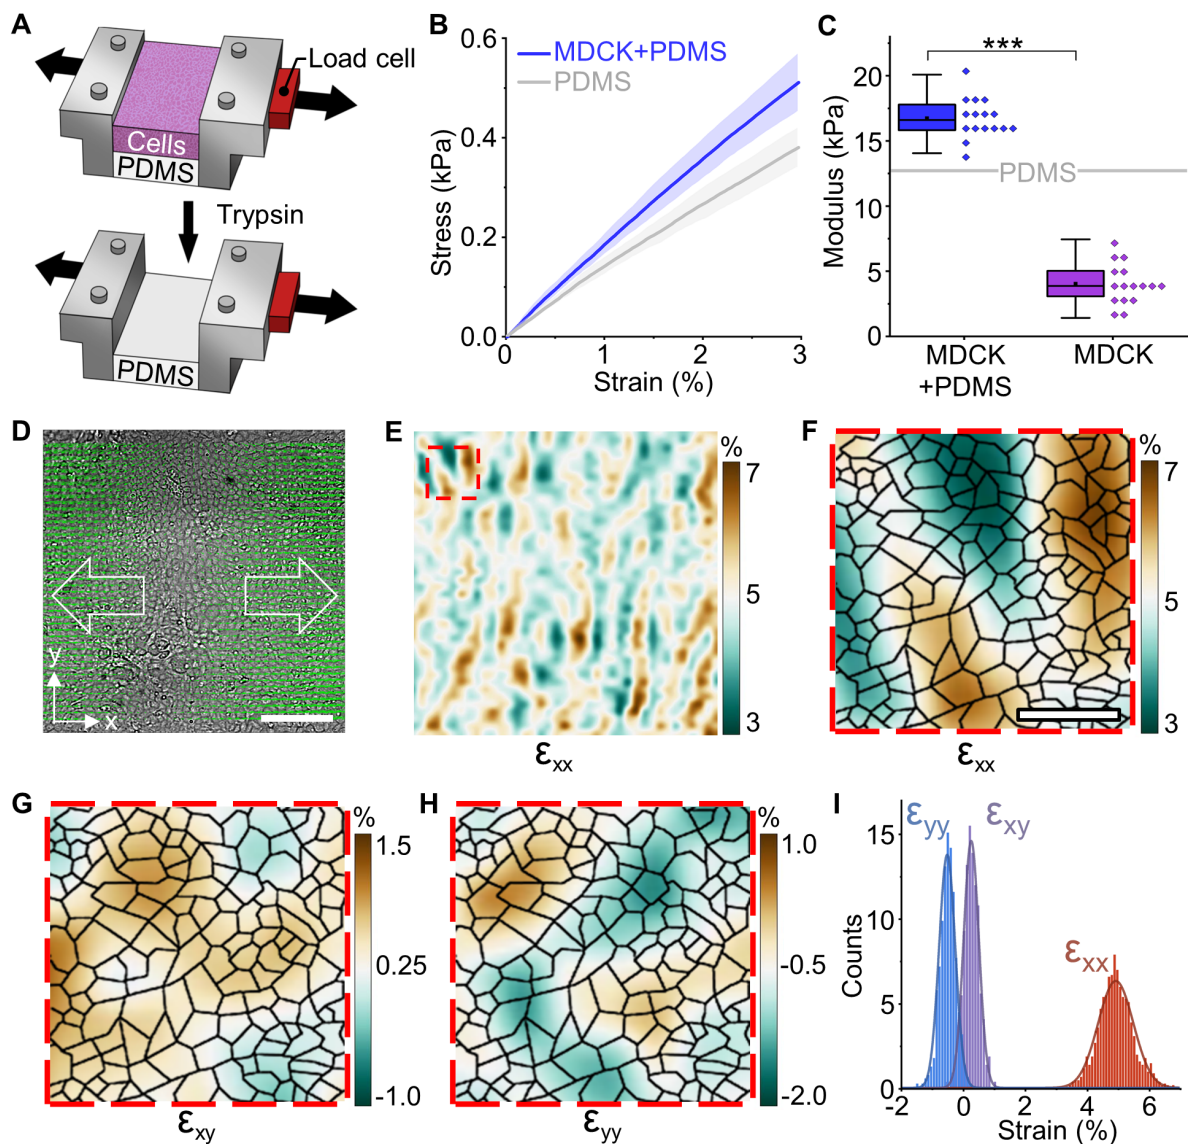 A
Load cell
Cells
PDMS
Trypsin
PDMS
B
MDCK+PDMS
PDMS
Stress (kPa)
0.6
0.4
0.2
0.0
0
1
2
3
Strain (%)
C
***
Modulus (kPa)
20
15
10
5
0
PDMS
MDCK
+PDMS
MDCK
D
y
x
E
%
7
5
3
εxx
F
%
7
5
3
εxx
G
%
1.5
0.25
-1.0
εxy
H
%
1.0
-0.5
-2.0
εyy
I
εyy
εxy
εxx
Counts
15
10
5
0
-2
0
2
4
6
Strain (%)